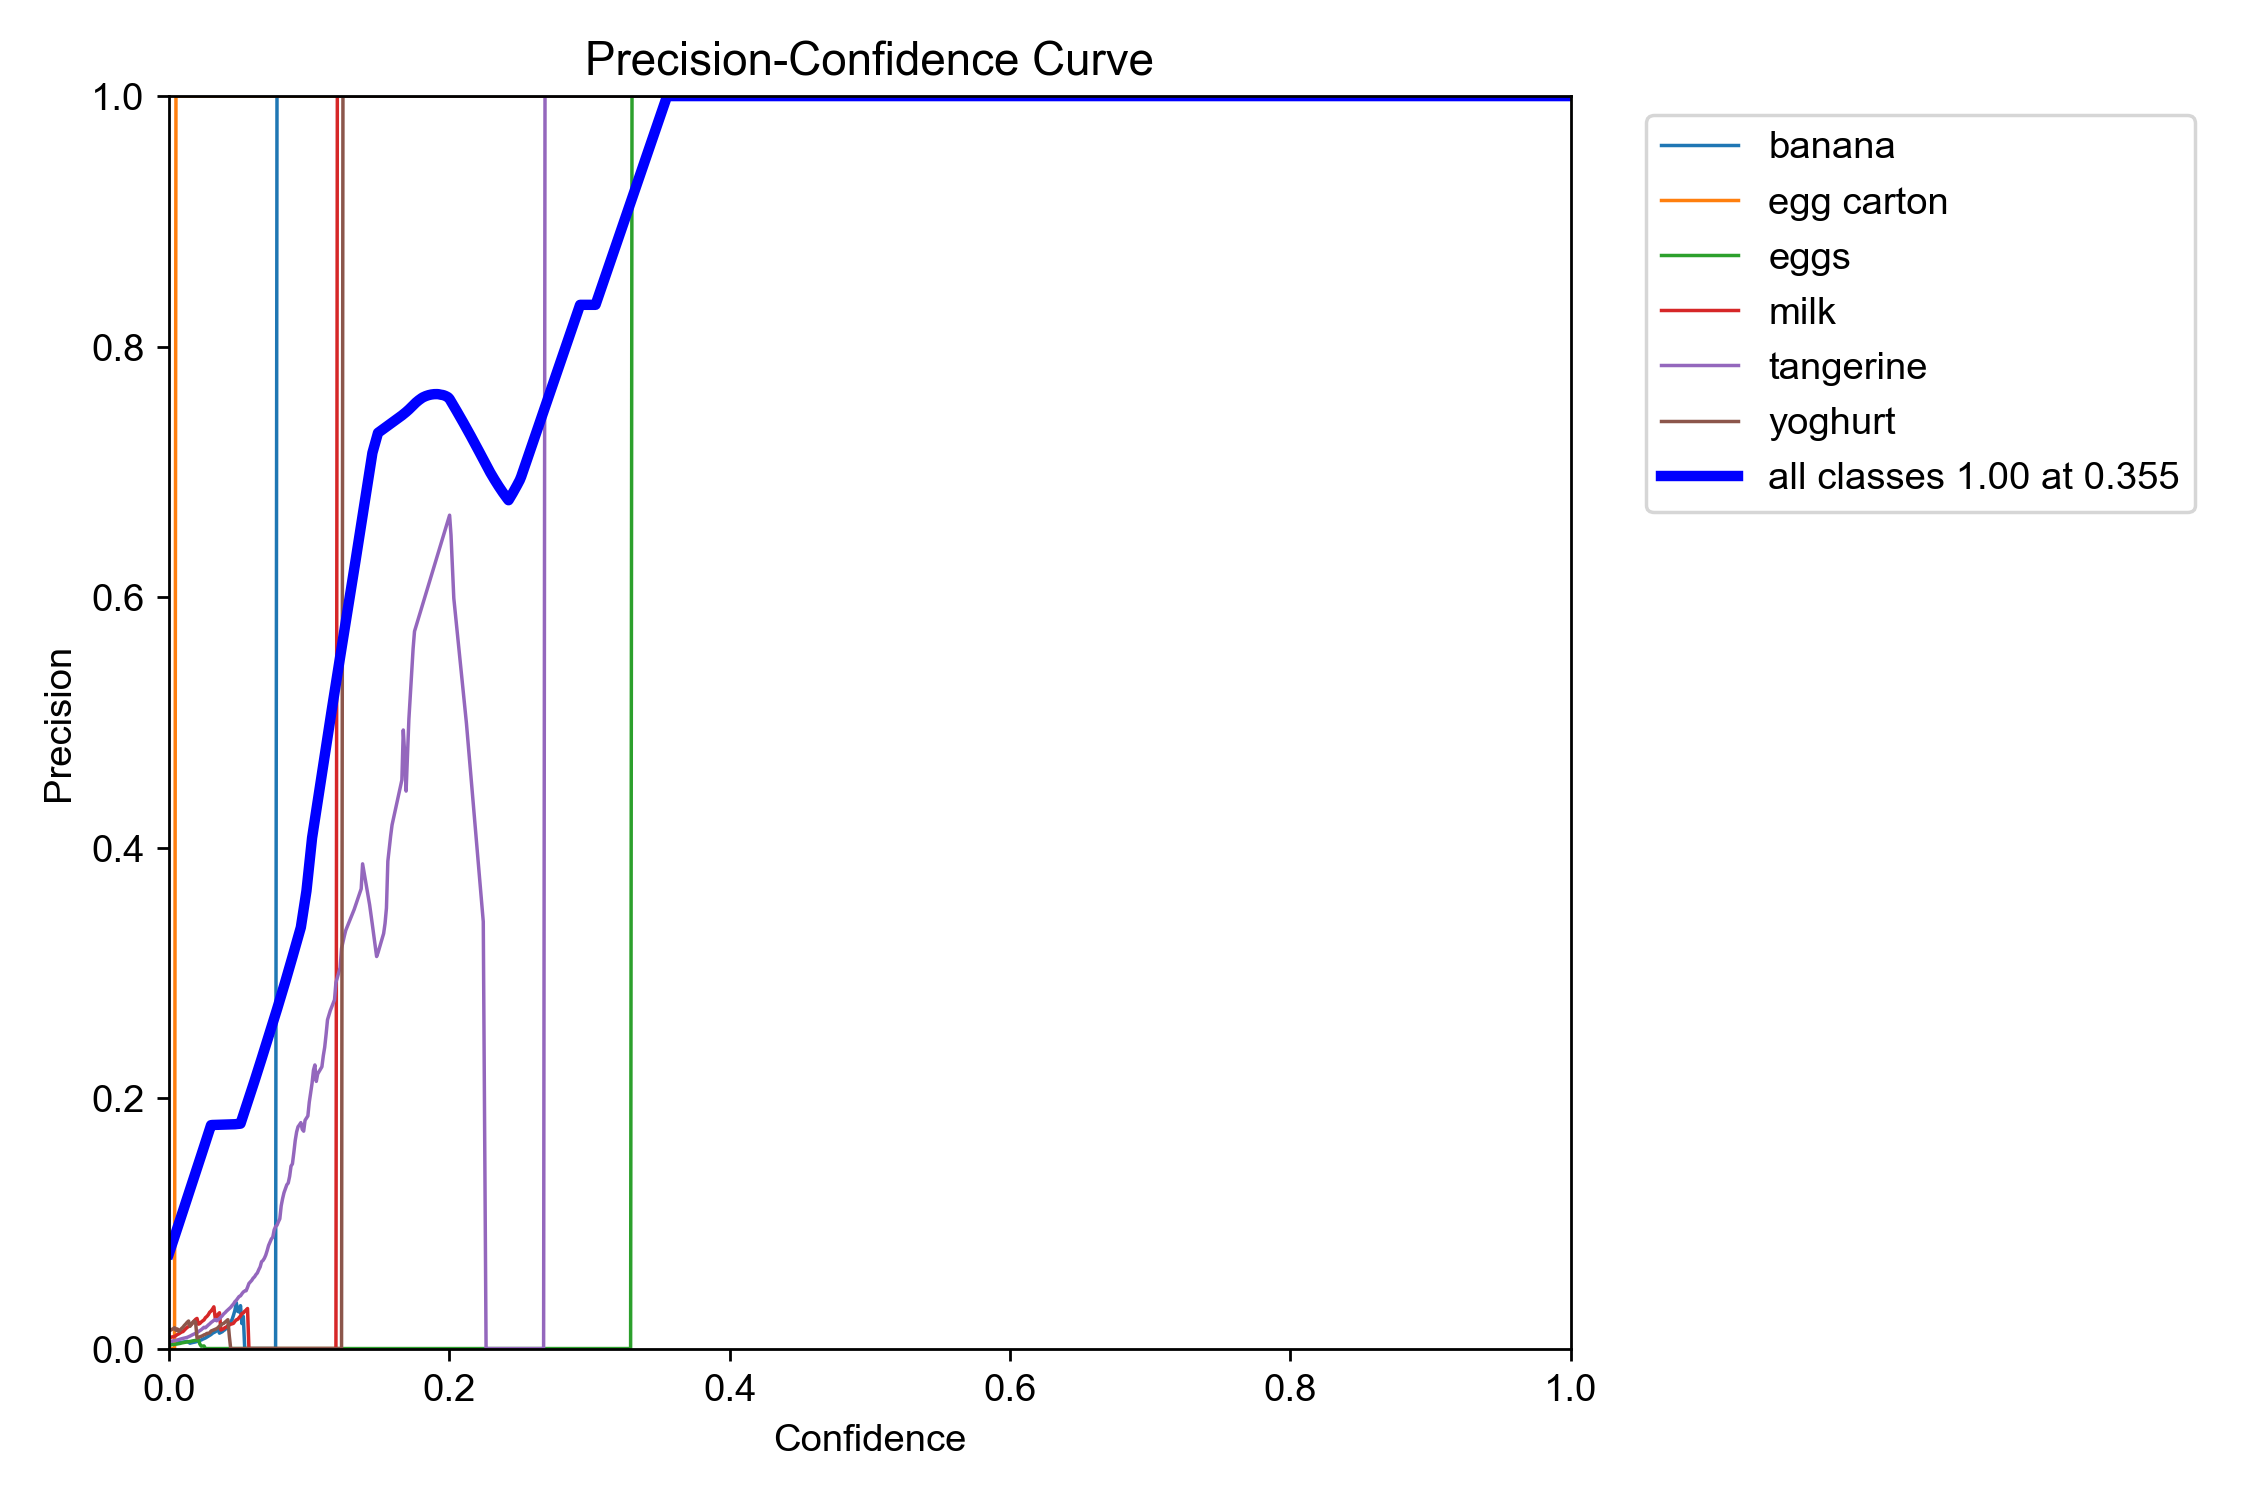 Precision-Confidence Curve
1.0
0.8
0.6
0.4
0.2
0.0
Precision
0.0 0.2 0.4 0.6 0.8 1.0
Confidence
banana
egg carton
eggs
milk
tangerine
yoghurt
all classes 1.00 at 0.355